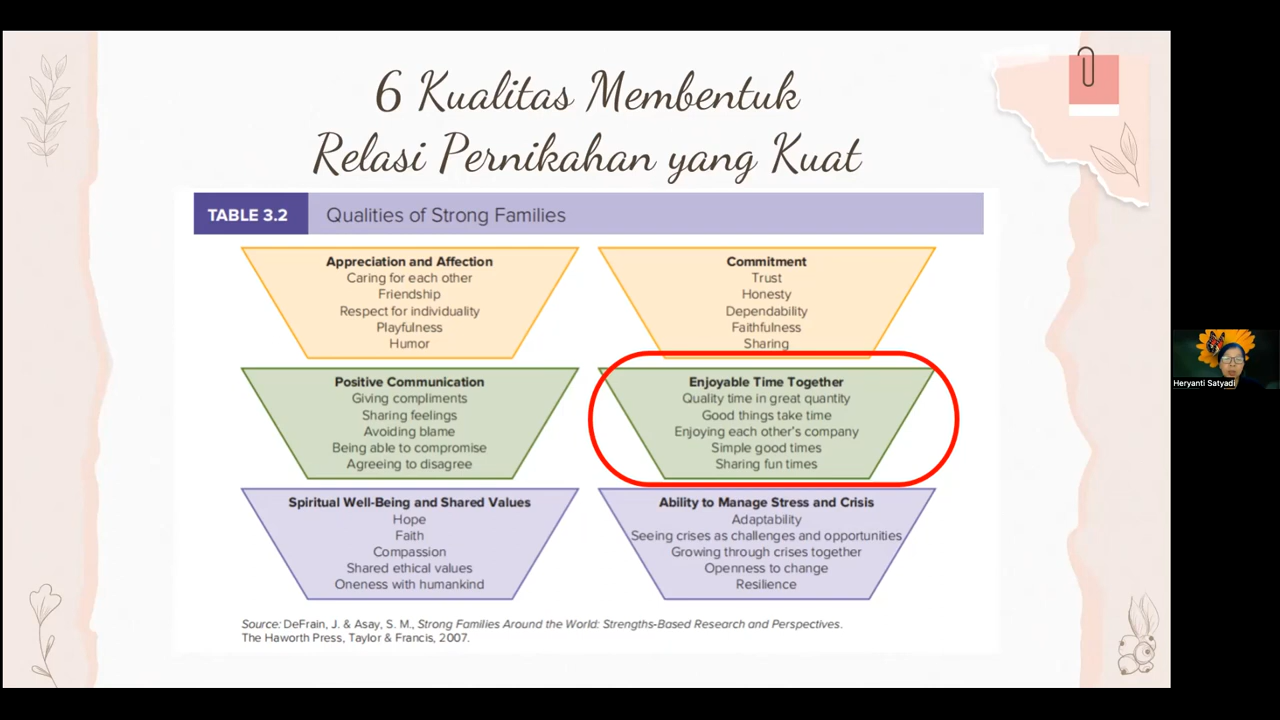 6 Kualitas Membentuk
Relasi Pernikahan yang Kuat
TABLE 3.2
Qualities of Strong Families
Appreciation and Affection
Caring for each other
Friendship
Respect for individuality
Playfulness
Humor
Commitment
Trust
Honesty
Dependability
Faithfulness
Sharing
Positive Communication
Giving compliments
Sharing feelings
Avoiding blame
Being able to compromise
Agreeing to disagree
Enjoyable Time Together
Quality time in great quantity
Good things take time
Enjoying each other's company
Simple good times
Sharing fun times
Spiritual Well-Being and Shared Values
Hope
Faith
Compassion
Shared ethical values
Oneness with humankind
Ability to Manage Stress and Crisis
Adaptability
Seeing crises as challenges and opportunities
Growing through crises together
Openness to change
Resilience
Source: DeFrain, J. & Asay, S. M., Strong Families Around the World: Strengths-Based Research and Perspectives.
The Haworth Press, Taylor & Francis, 2007.
Heryanti Satyadi